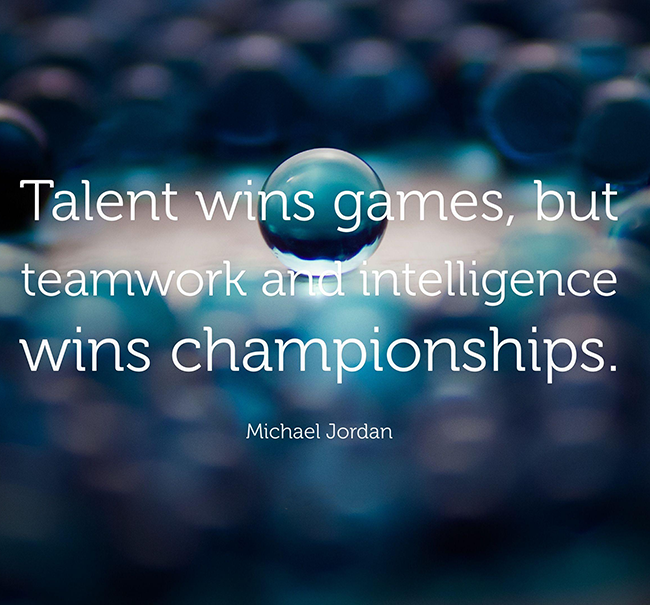 Talent wins games, but
teamwork and intelligence
wins championships.
Michael Jordan